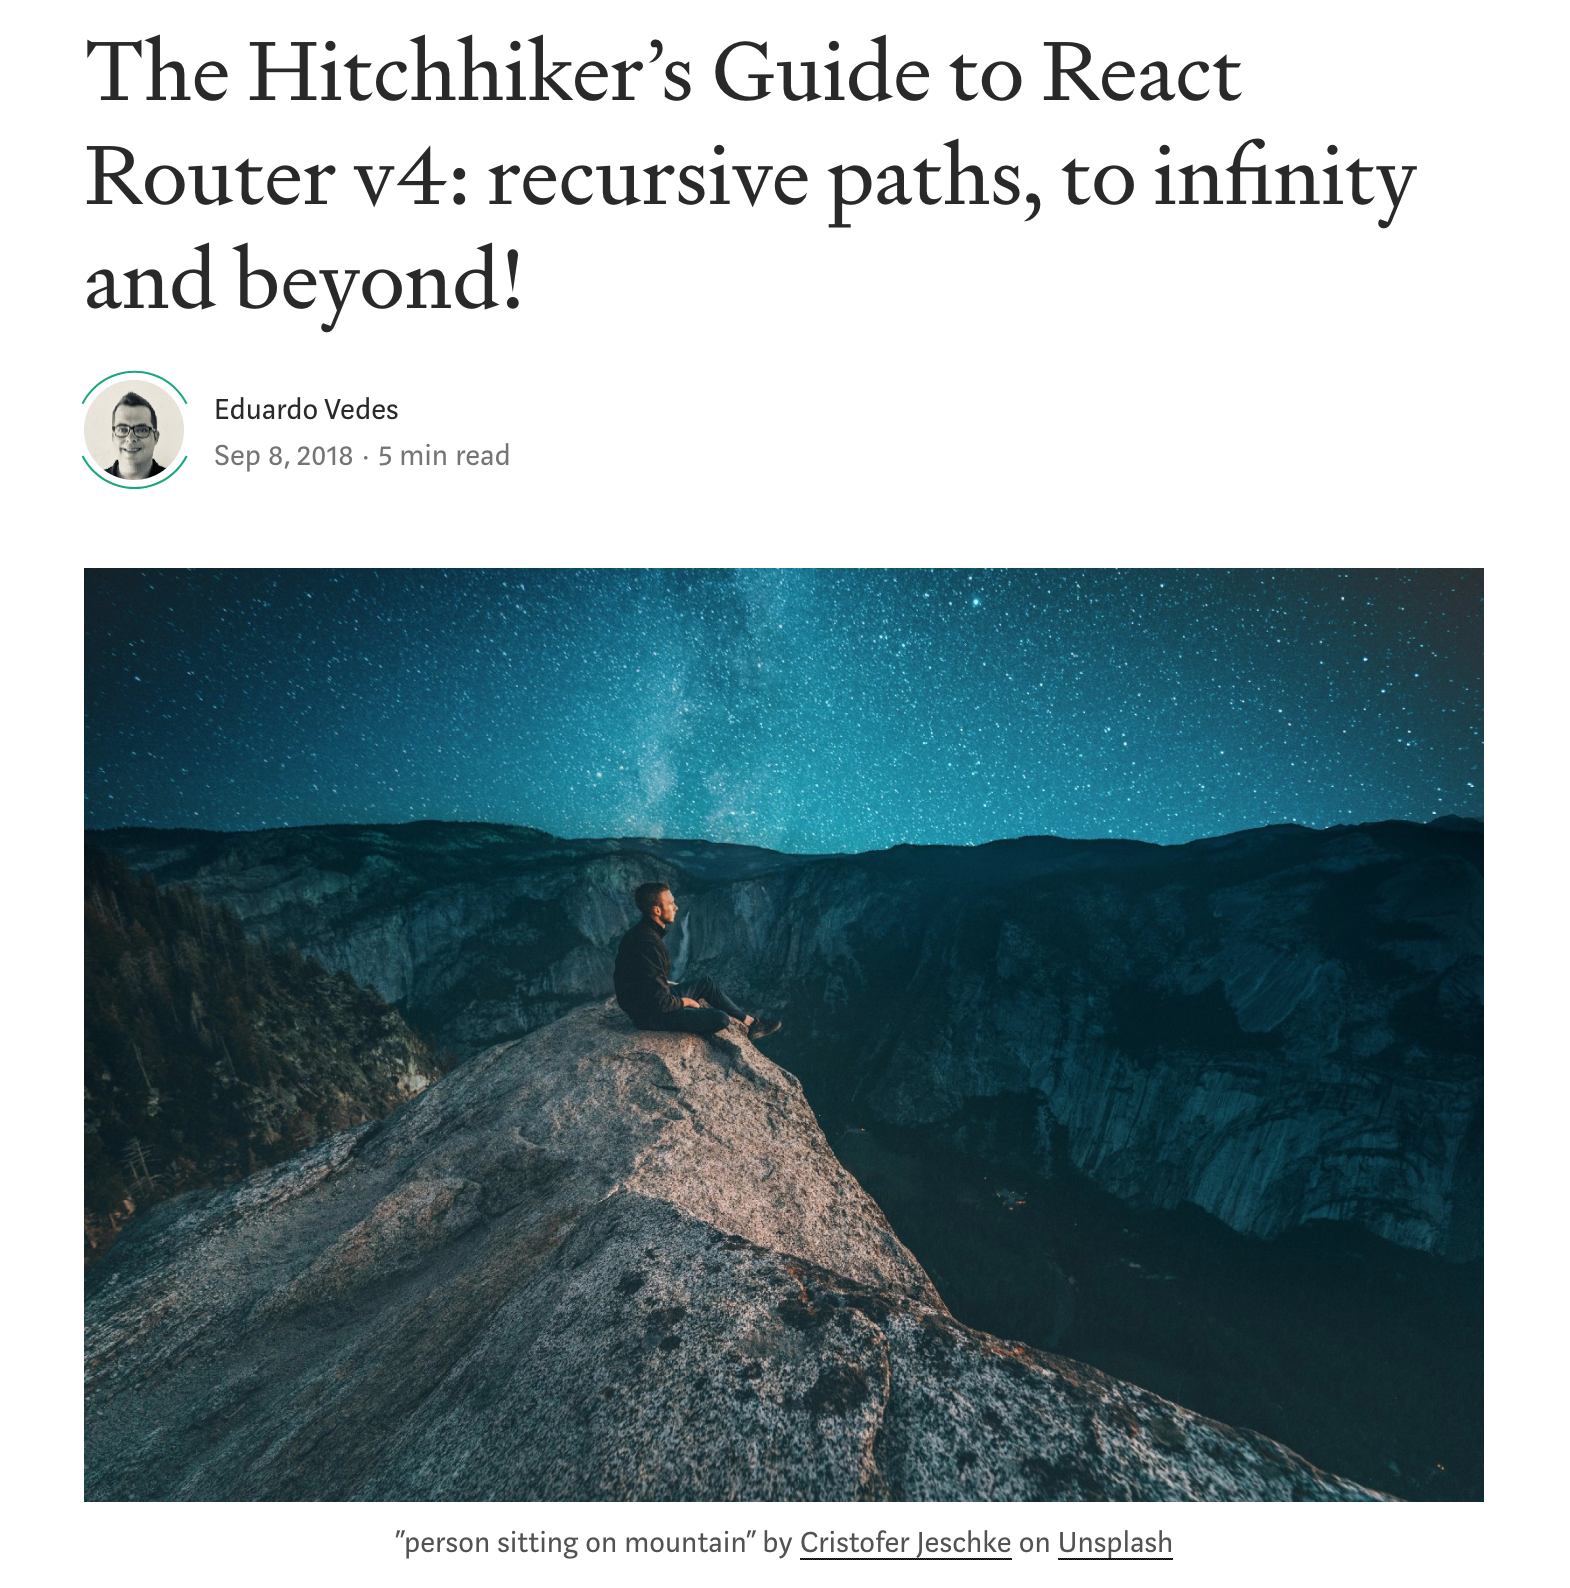 The Hitchhiker’s Guide to React
Router v4: recursive paths, to infinity
and beyond!
Eduardo Vedes
Sep 8, 2018 · 5 min read
”person sitting on mountain” by Cristofer Jeschke on Unsplash